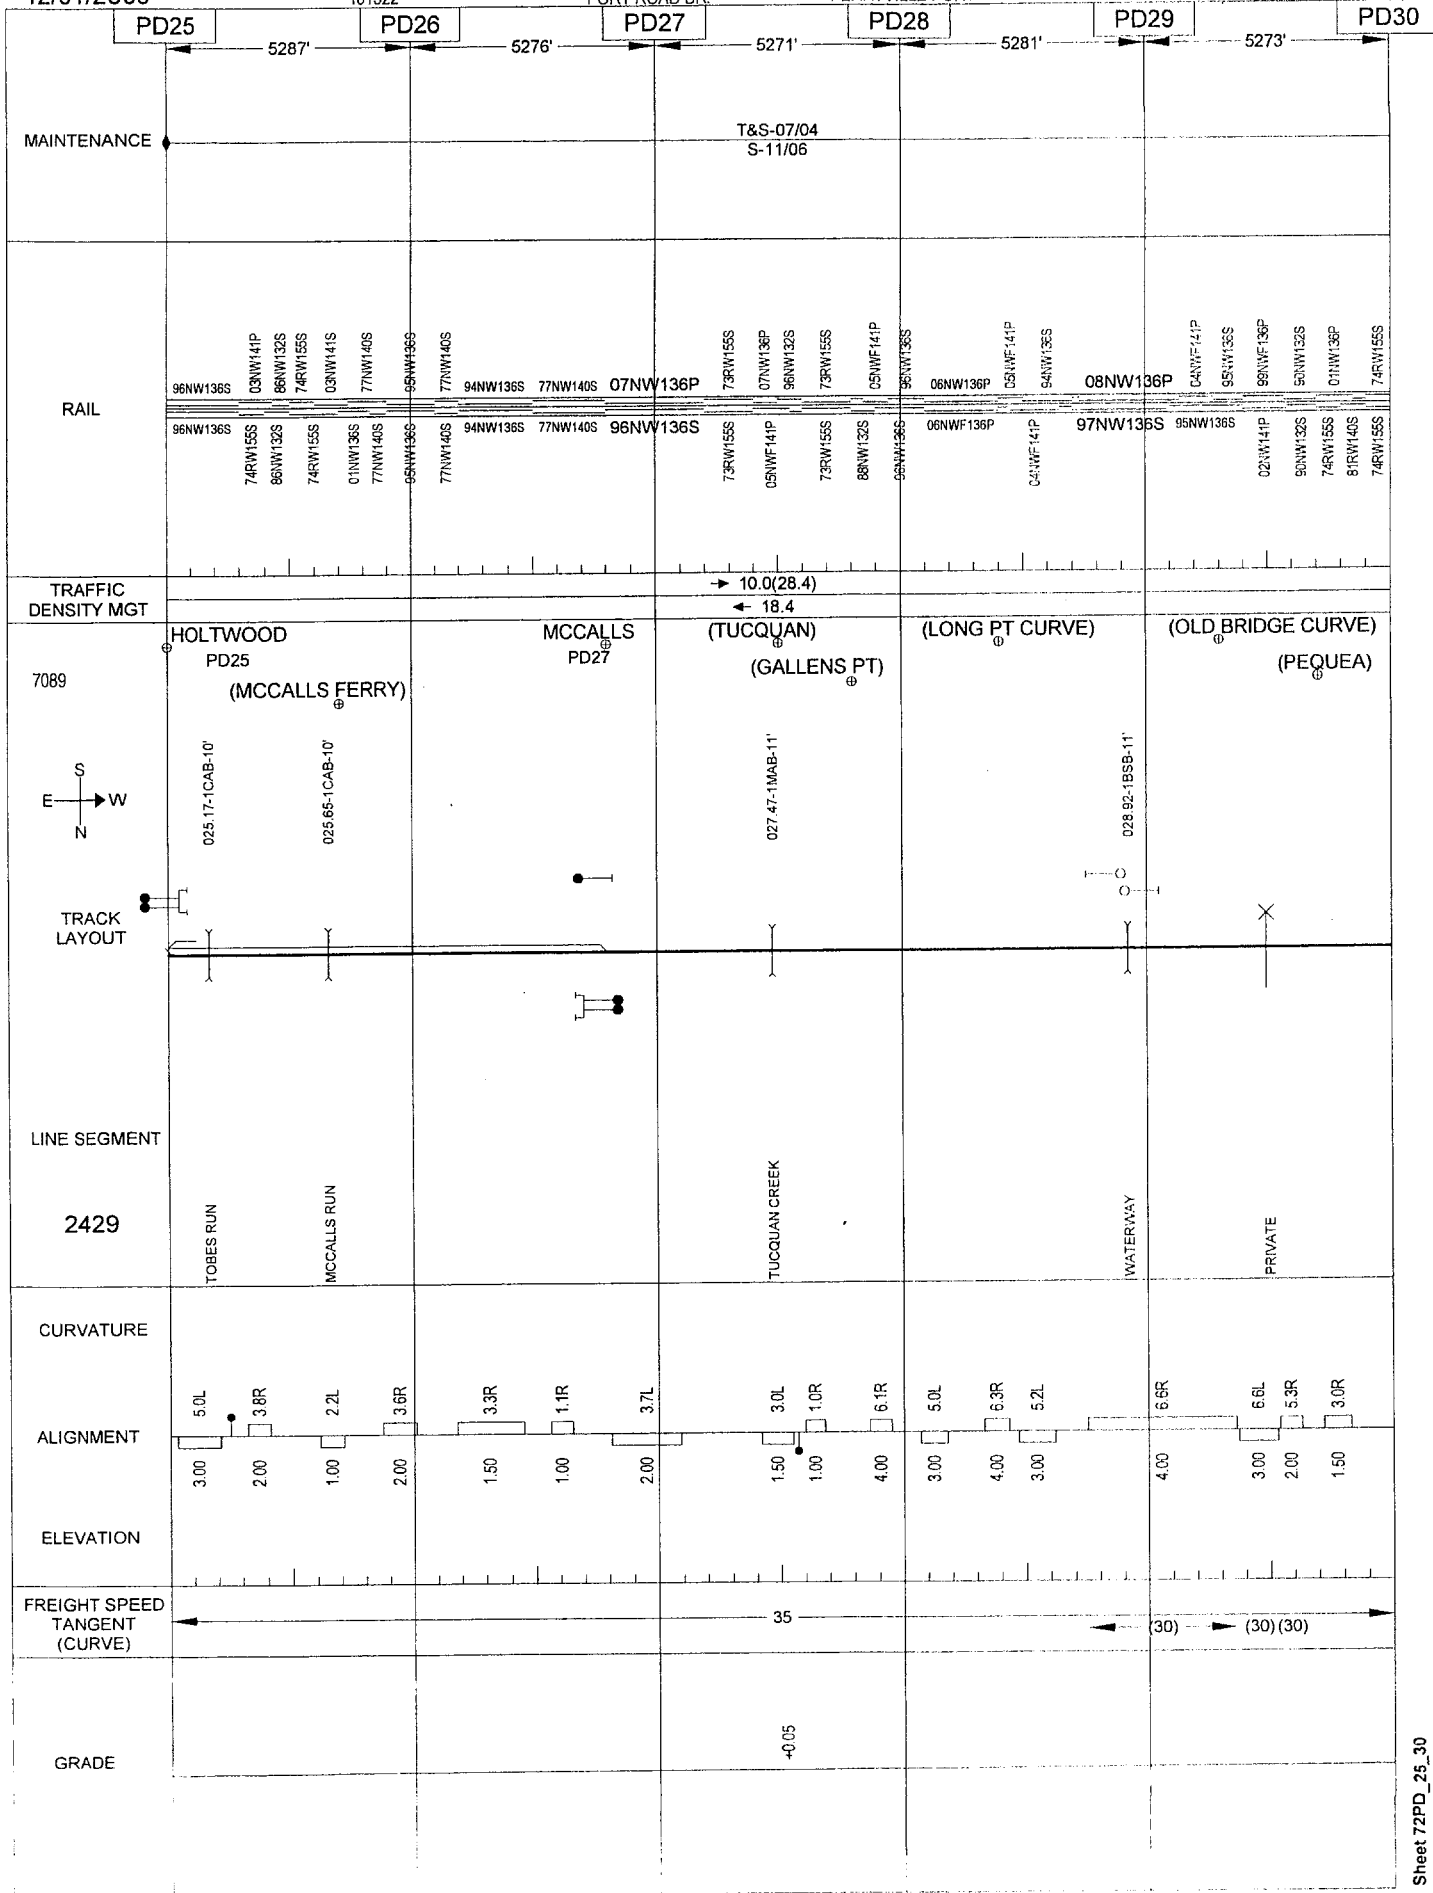 PD25 PD26 PD27 PD28 PD29 PD30
5287' 5276' 5271' 5281' 5273'
MAINTENANCE
T&S-07/04
S-11/06
RAIL
96NW136S 03NW141P 86NW132S 74RW155S 03NW141S 77NW140S 95NW136S 77NW140S 94NW136S 77NW140S 07NW136P 73RW155S 07NW136P 96NW132S 73RW155S 05NWF141P 96NW136S 06NW136P 05NWF141P 94NW136S 08NW136P 04NWF141P 95NW136S 99NWF136P 90NW132S 01NW136P 74RW155S
96NW136S 74RW155S 86NW132S 74RW155S 01NW136S 77NW140S 95NW136S 77NW140S 94NW136S 77NW140S 96NW136S 73RW155S 05NWF141P 73RW155S 88NW132S 96NW136S 06NWF136P 04NWF141P 97NW136S 95NW136S 02NW141P 90NW132S 74RW155S 81RW140S 74RW155S
TRAFFIC
DENSITY MGT
10.0(28.4)
18.4
HOLTWOOD
PD25
(MCCALLS FERRY)
MCCALLS
PD27
(TUCQUAN)
(GALLENS PT)
(LONG PT CURVE)
(OLD BRIDGE CURVE)
(PEQUEA)
7089
S
E W
N
025.17-1CAB-10'
025.65-1CAB-10'
027.47-1MAB-11'
028.92-1BSB-11'
TRACK
LAYOUT
LINE SEGMENT
2429
TOBES RUN
MCCALLS RUN
TUCQUAN CREEK
WATERWAY
PRIVATE
CURVATURE
5.0L 3.8R 2.2L 3.6R 3.3R 1.1R 3.7L 3.0L 1.0R 6.1R 5.0L 6.3R 5.2L 6.6R 6.6L 5.3R 3.0R
ALIGNMENT
3.00 2.00 1.00 2.00 1.50 1.00 2.00 1.50 1.00 4.00 3.00 4.00 3.00 4.00 3.00 2.00 1.50
ELEVATION
FREIGHT SPEED
TANGENT
(CURVE)
35
(30) (30)(30)
GRADE
+0.05
Sheet 72PD_25_30